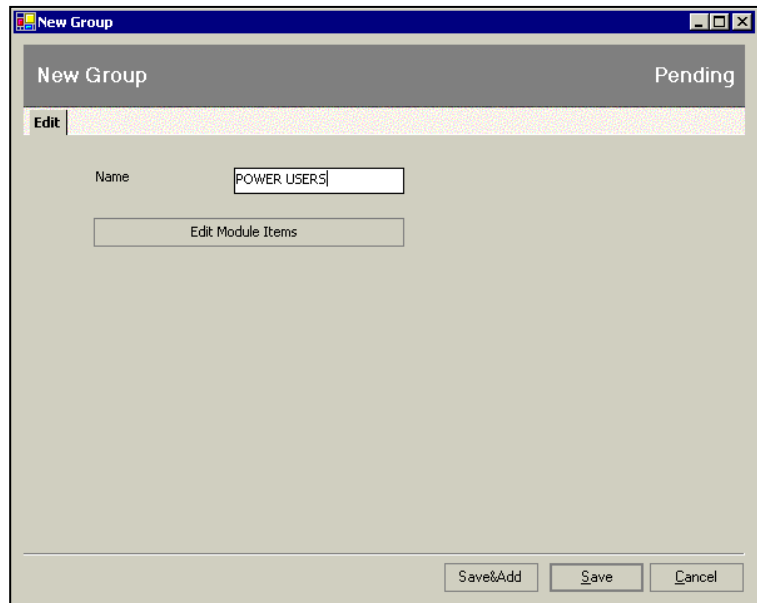 New Group
New Group Pending
Edit
Name POWER USERS
Edit Module Items
Save&Add Save Cancel